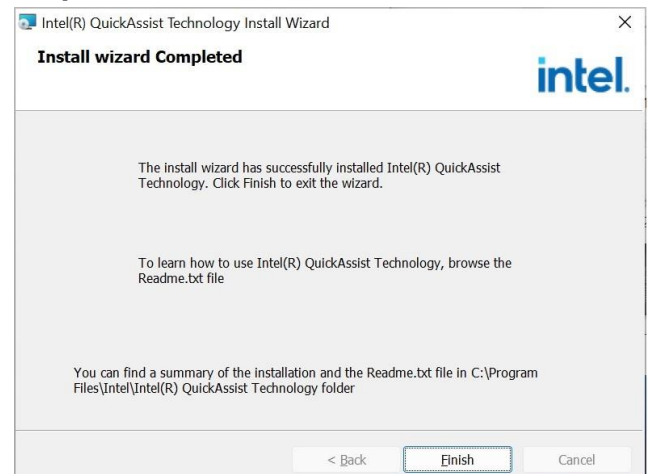 Intel(R) QuickAssist Technology Install Wizard
Install wizard Completed
intel.
The install wizard has successfully installed Intel(R) QuickAssist
Technology. Click Finish to exit the wizard.
To learn how to use Intel(R) QuickAssist Technology, browse the
Readme.txt file
You can find a summary of the installation and the Readme.txt file in C:\Program
Files\Intel\Intel(R) QuickAssist Technology folder
< Back
Finish
Cancel